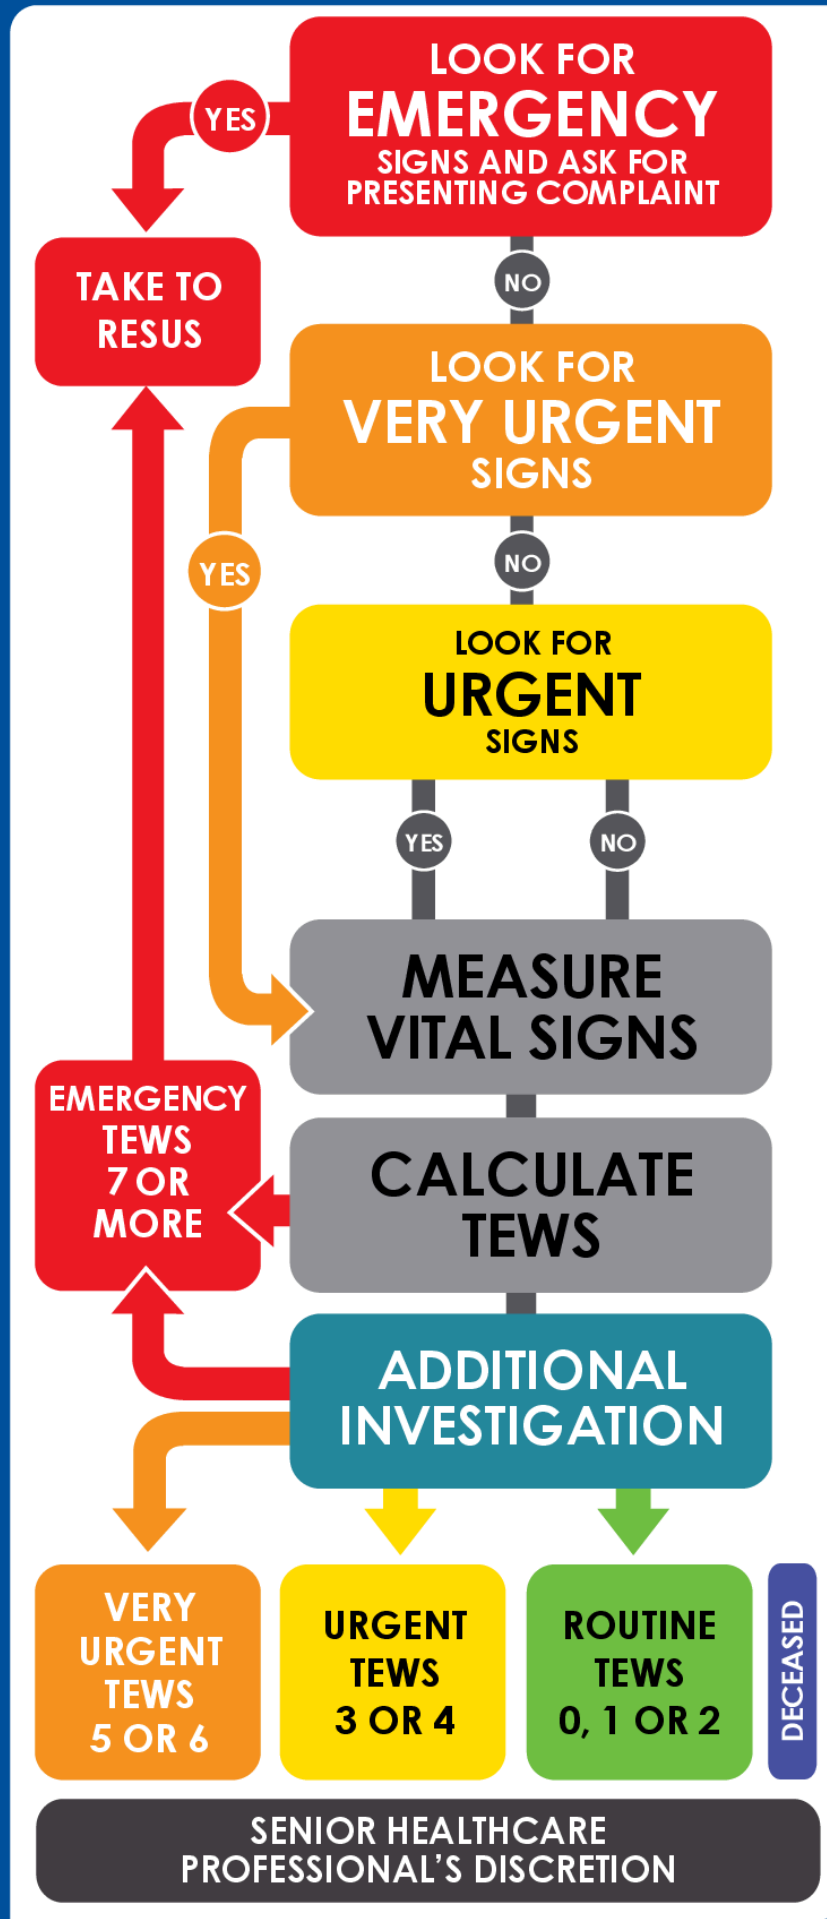 LOOK FOR
EMERGENCY
SIGNS AND ASK FOR
PRESENTING COMPLAINT
YES
TAKE TO
RESUS
NO
LOOK FOR
VERY URGENT
SIGNS
YES
NO
LOOK FOR
URGENT
SIGNS
YES
NO
MEASURE
VITAL SIGNS
EMERGENCY
TEWS
7 OR
MORE
CALCULATE
TEWS
ADDITIONAL
INVESTIGATION
VERY
URGENT
TEWS
5 OR 6
URGENT
TEWS
3 OR 4
ROUTINE
TEWS
0, 1 OR 2
DECEASED
SENIOR HEALTHCARE
PROFESSIONAL'S DISCRETION